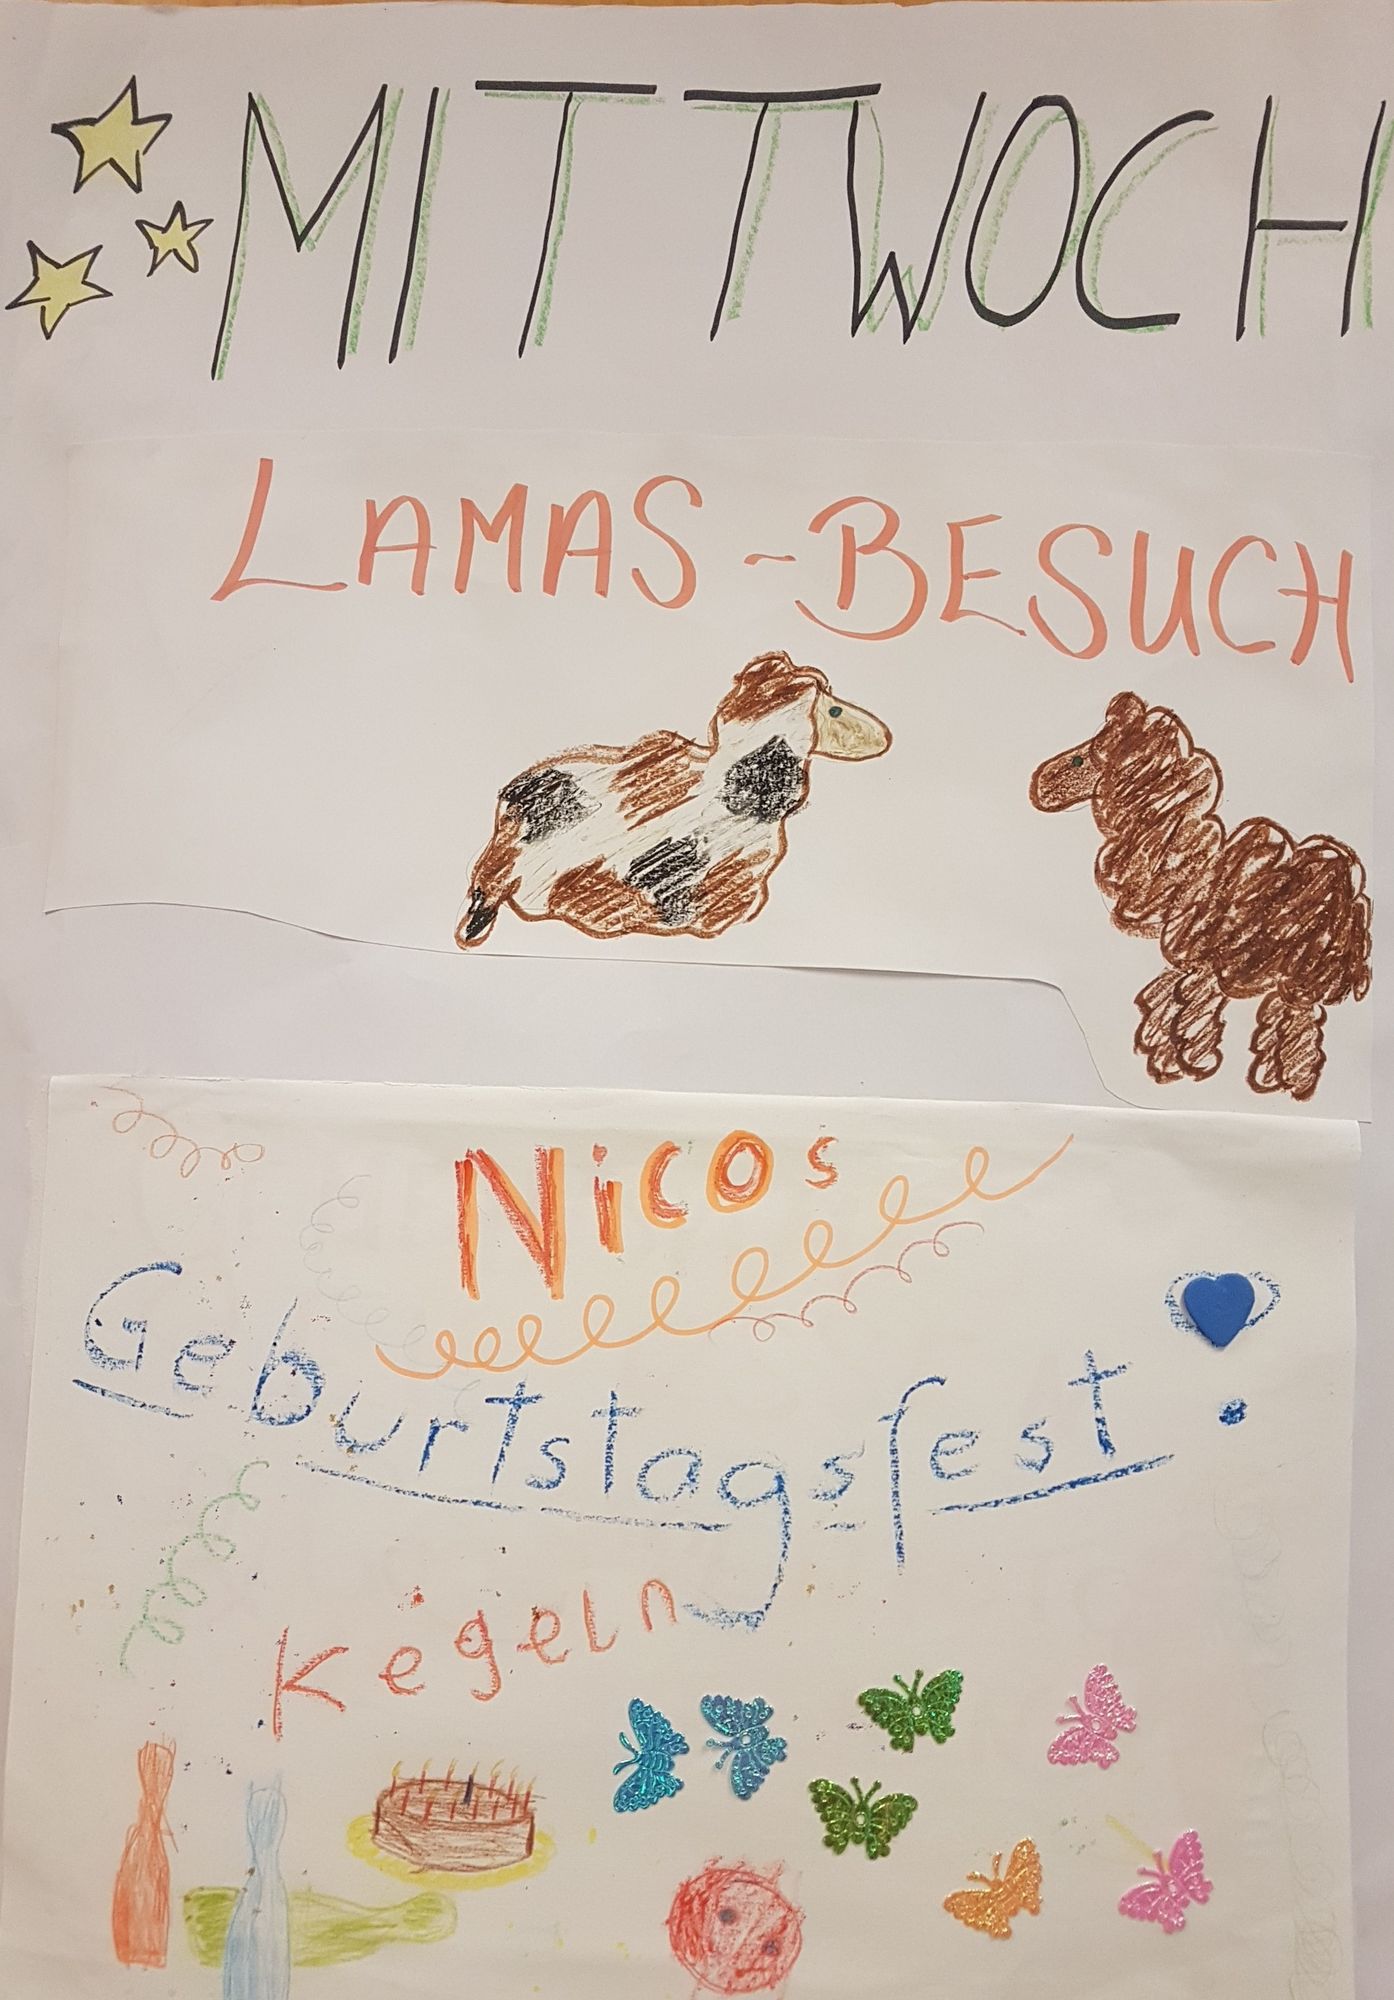 MITTWOCH
LAMAS-BESUCH
Nicos
Geburtstagsfest
Kegeln